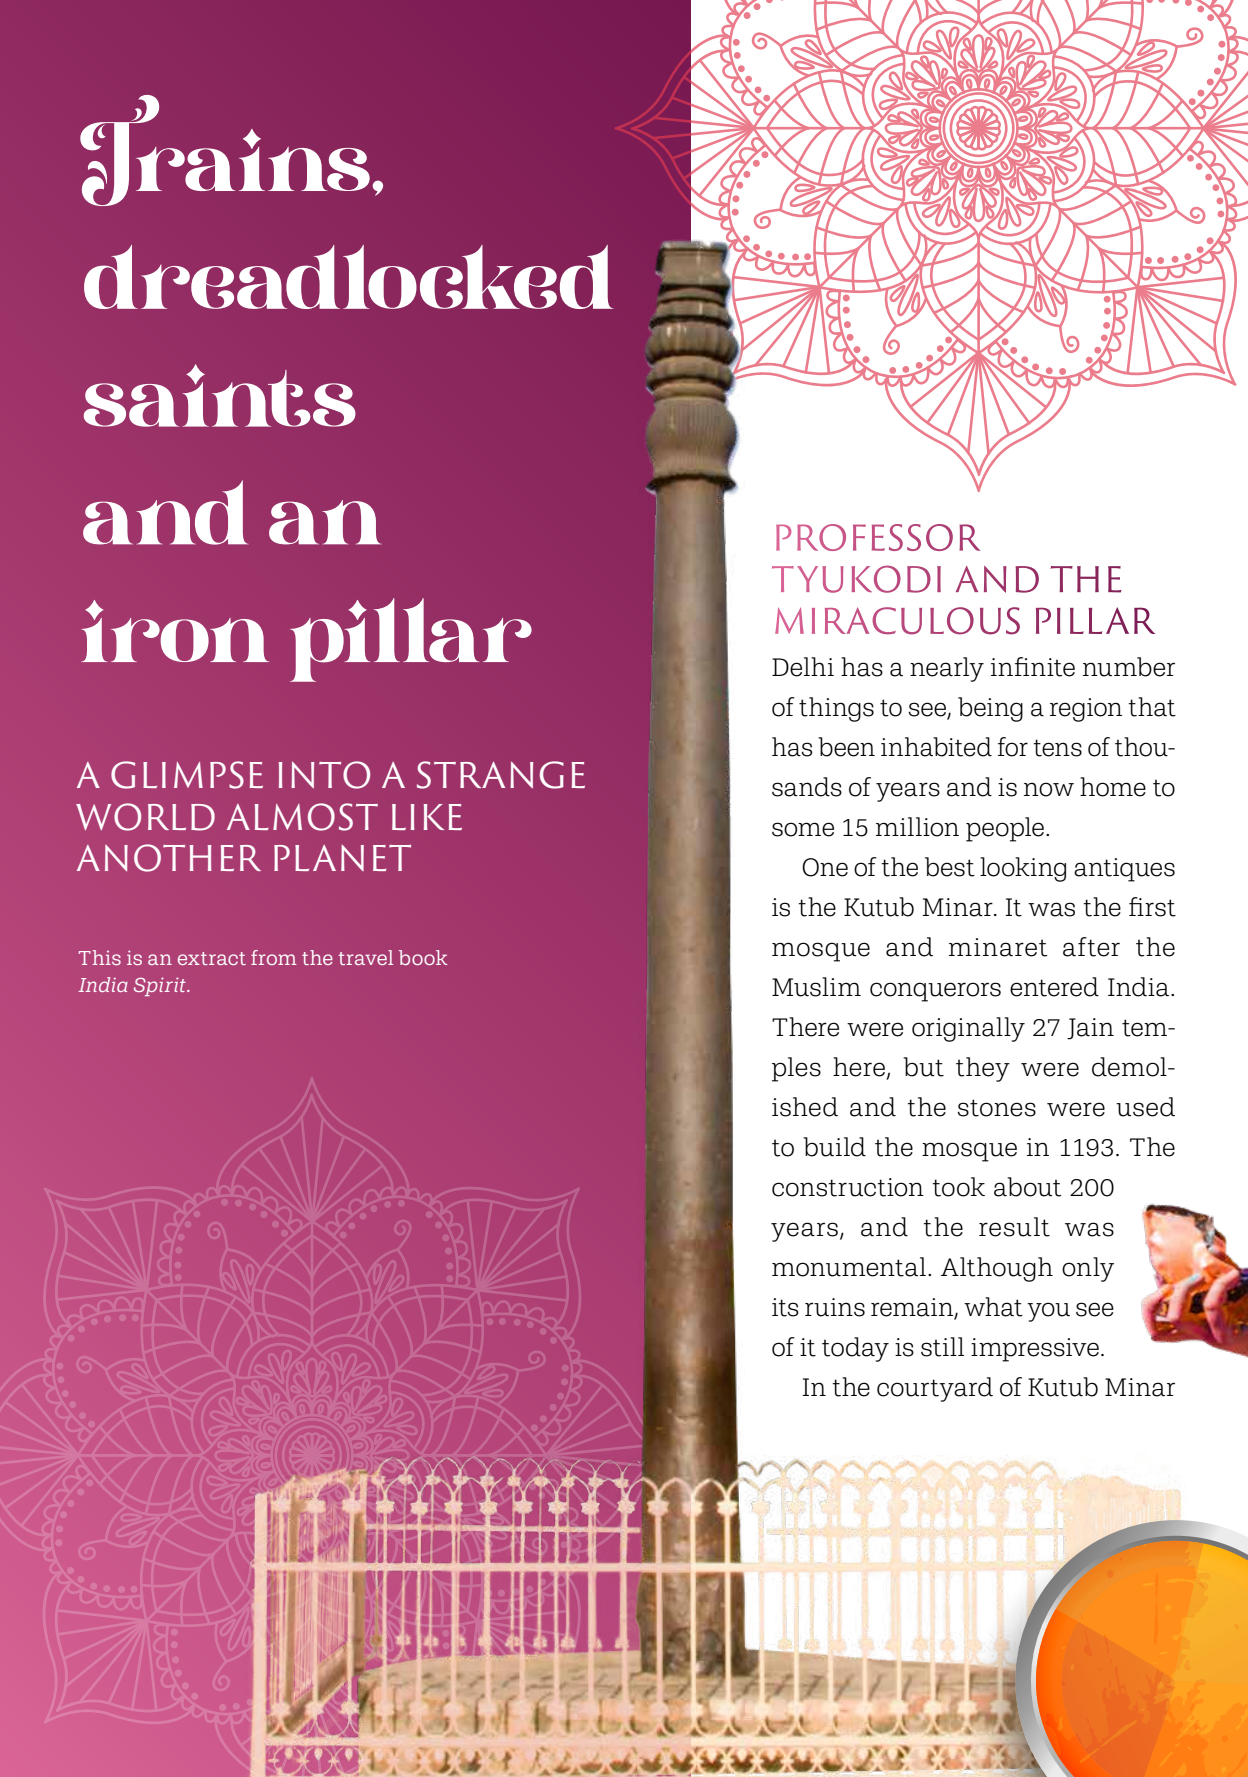 Trains,
dreadlocked
saints
and an
iron pillar
A GLIMPSE INTO A STRANGE
WORLD ALMOST LIKE
ANOTHER PLANET
This is an extract from the travel book
India Spirit.
PROFESSOR
TYUKODI AND THE
MIRACULOUS PILLAR
Delhi has a nearly infinite number
of things to see, being a region that
has been inhabited for tens of thou-
sands of years and is now home to
some 15 million people.
One of the best looking antiques
is the Kutub Minar. It was the first
mosque and minaret after the
Muslim conquerors entered India.
There were originally 27 Jain tem-
ples here, but they were demol-
ished and the stones were used
to build the mosque in 1193. The
construction took about 200
years, and the result was
monumental. Although only
its ruins remain, what you see
of it today is still impressive.
In the courtyard of Kutub Minar